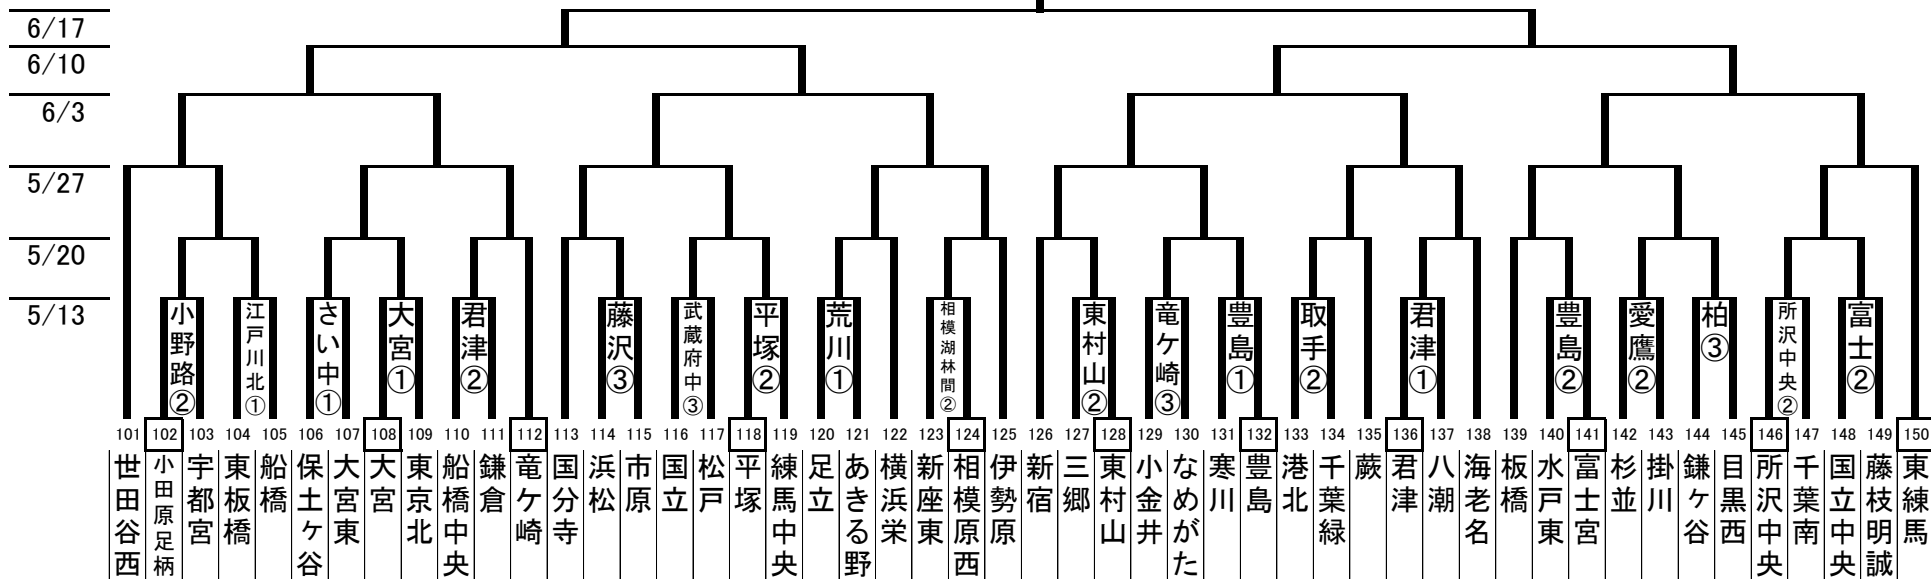 6/17
6/10
6/3
5/27
5/20
5/13
小野路②
江戸川北①
さい中①
大宮①
君津②
藤沢③
武蔵府中③
平塚②
荒川①
相模湖林間②
東村山②
竜ケ崎③
豊島①
取手②
君津①
豊島②
愛鷹②
柏③
所沢中央②
富士②
101 102 103 104 105 106 107 108 109 110 111 112 113 114 115 116 117 118 119 120 121 122 123 124 125 126 127 128 129 130 131 132 133 134 135 136 137 138 139 140 141 142 143 144 145 146 147 148 149 150
世田谷西
小田原足柄
宇都宮
東板橋
船橋
保土ヶ谷
大宮東
大宮
東京北
船橋中央
鎌倉
竜ケ崎
国分寺
浜松
市原
国立
松戸
平塚
練馬中央
足立
あきる野
横浜栄
新座東
相模原西
伊勢原
新宿
三郷
東村山
小金井
なめがた
寒川
豊島
港北
千葉緑
蕨
君津
八潮
海老名
板橋
水戸東
富士宮
杉並
掛川
鎌ヶ谷
目黒西
所沢中央
千葉南
国立中央
藤枝明誠
東練馬